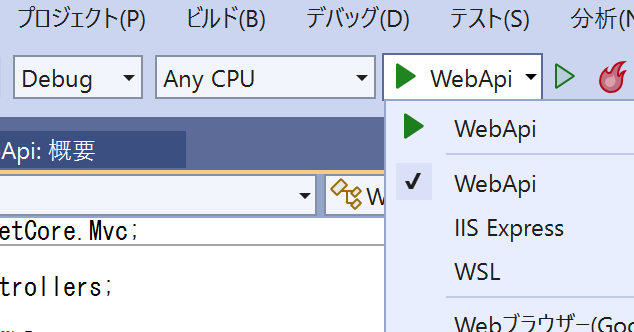 プロジェクト(P) ビルド(B) デバッグ(D) テスト(S) 分析(N
Debug Any CPU WebApi
WebApi
Api: 概要
WebApi
W
etCore.Mvc;
IIS Express
WSL
trollers;
Webブラウザー(Goo